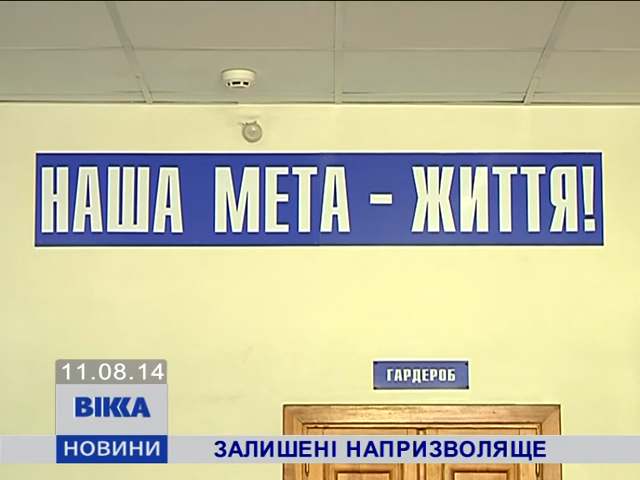 НАША МЕТА - ЖИТТЯ!
ГАРДЕРОБ
11.08.14
ВІККА
НОВИНИ
ЗАЛИШЕНІ НАПРИЗВОЛЯЩЕ